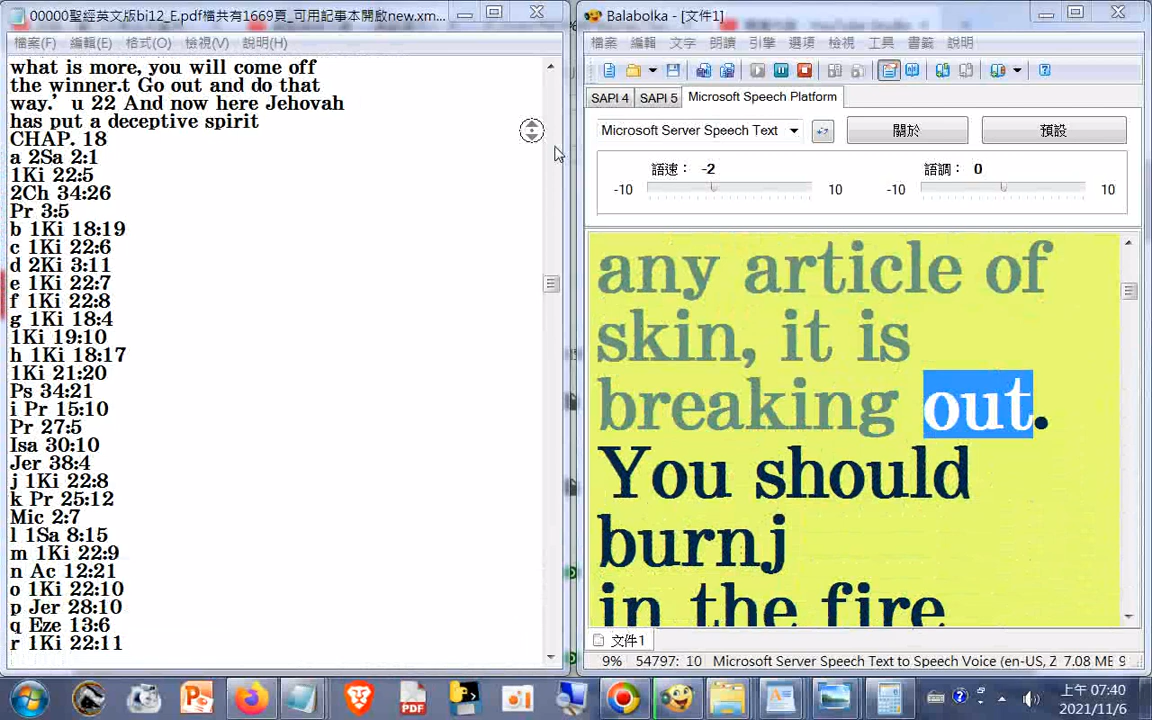 00000聖經英文版bi12_E.pdf檔共有1669頁_可用記事本開啟new.xm...
檔案(F) 編輯(E) 格式(O) 檢視(V) 說明(H)
what is more, you will come off
the winner.t Go out and do that
way.’ u 22 And now here Jehovah
has put a deceptive spirit
CHAP. 18
a 2Sa 2:1
1Ki 22:5
2Ch 34:26
Pr 3:5
b 1Ki 18:19
c 1Ki 22:6
d 2Ki 3:11
e 1Ki 22:7
f 1Ki 22:8
g 1Ki 18:4
1Ki 19:10
h 1Ki 18:17
1Ki 21:20
Ps 34:21
i Pr 15:10
Pr 27:5
Isa 30:10
Jer 38:4
j 1Ki 22:8
k Pr 25:12
Mic 2:7
l 1Sa 8:15
m 1Ki 22:9
n Ac 12:21
o 1Ki 22:10
p Jer 28:10
q Eze 13:6
r 1Ki 22:11
Balabolka - [文件1]
檔案 編輯 文字 朗讀 引擎 選項 檢視 工具 書籤 說明
SAPI 4 SAPI 5 Microsoft Speech Platform
Microsoft Server Speech Text 關於 預設
語速： -2 語調： 0
-10 10 -10 10
any article of
skin, it is
breaking out.
You should
burnj
in the fire
文件1
9% 54797: 10 Microsoft Server Speech Text to Speech Voice (en-US, Z 7.08 MB 9
上午 07:40
2021/11/6